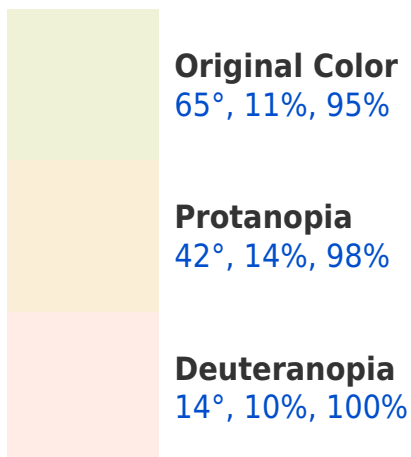 Original Color
65°, 11%, 95%
Protanopia
42°, 14%, 98%
Deuteranopia
14°, 10%, 100%